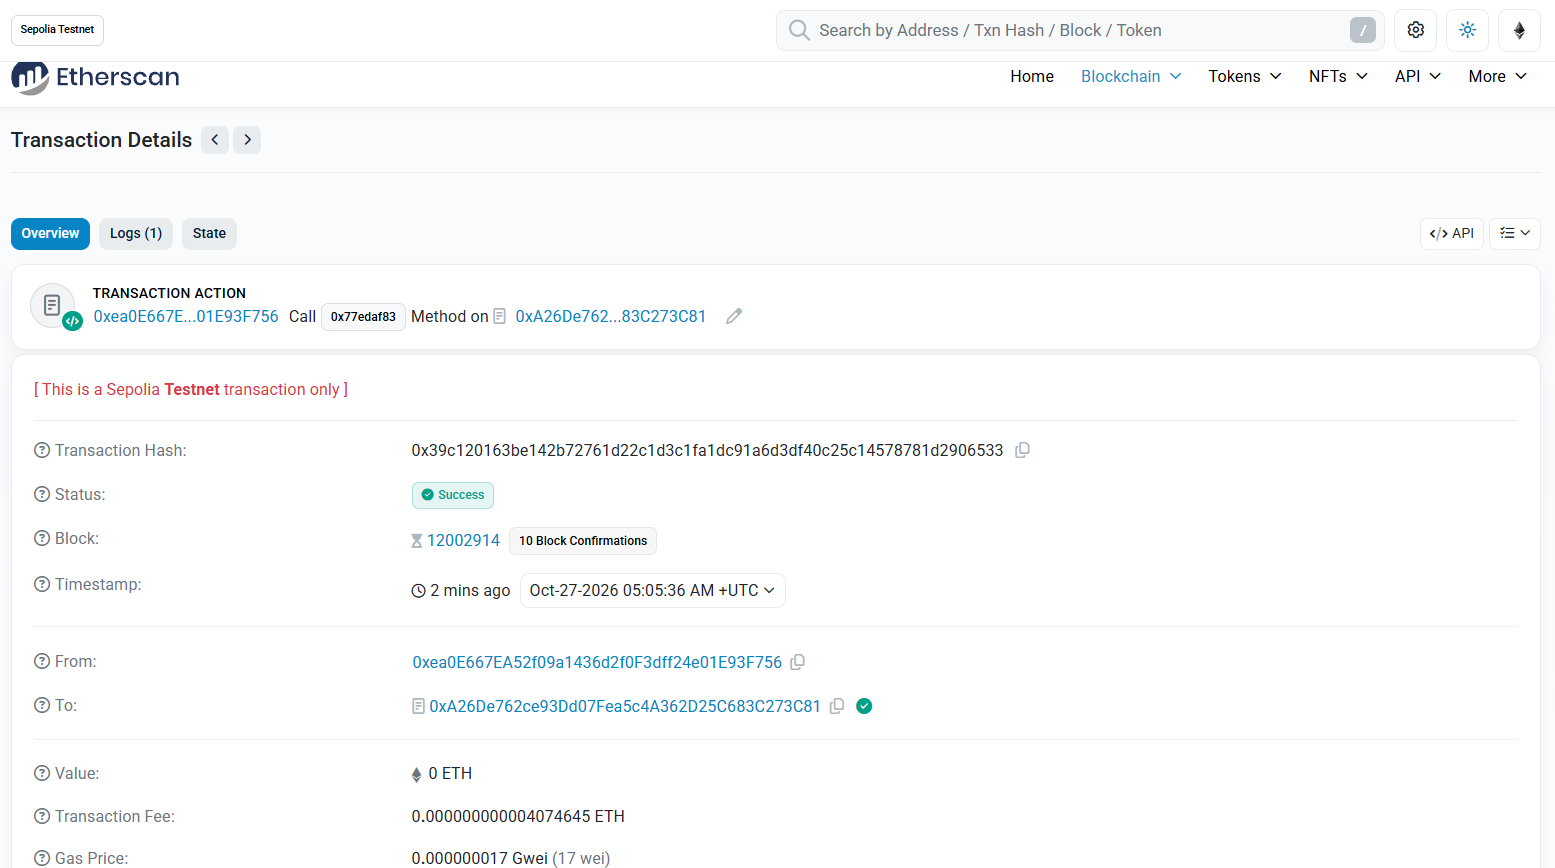 Sepolia Testnet
Search by Address / Txn Hash / Block / Token /
Etherscan
Home Blockchain Tokens NFTs API More
Transaction Details
Overview Logs (1) State
API
TRANSACTION ACTION
0xea0E667E...01E93F756 Call 0x77edaf83 Method on 0xA26De762...83C273C81
[ This is a Sepolia Testnet transaction only ]
Transaction Hash: 0x39c120163be142b72761d22c1d3c1fa1dc91a6d3df40c25c14578781d2906533
Status: Success
Block: 12002914 10 Block Confirmations
Timestamp: 2 mins ago Oct-27-2026 05:05:36 AM +UTC
From: 0xea0E667EA52f09a1436d2f0F3dff24e01E93F756
To: 0xA26De762ce93Dd07Fea5c4A362D25C683C273C81
Value: 0 ETH
Transaction Fee: 0.000000000004074645 ETH
Gas Price: 0.000000017 Gwei (17 wei)